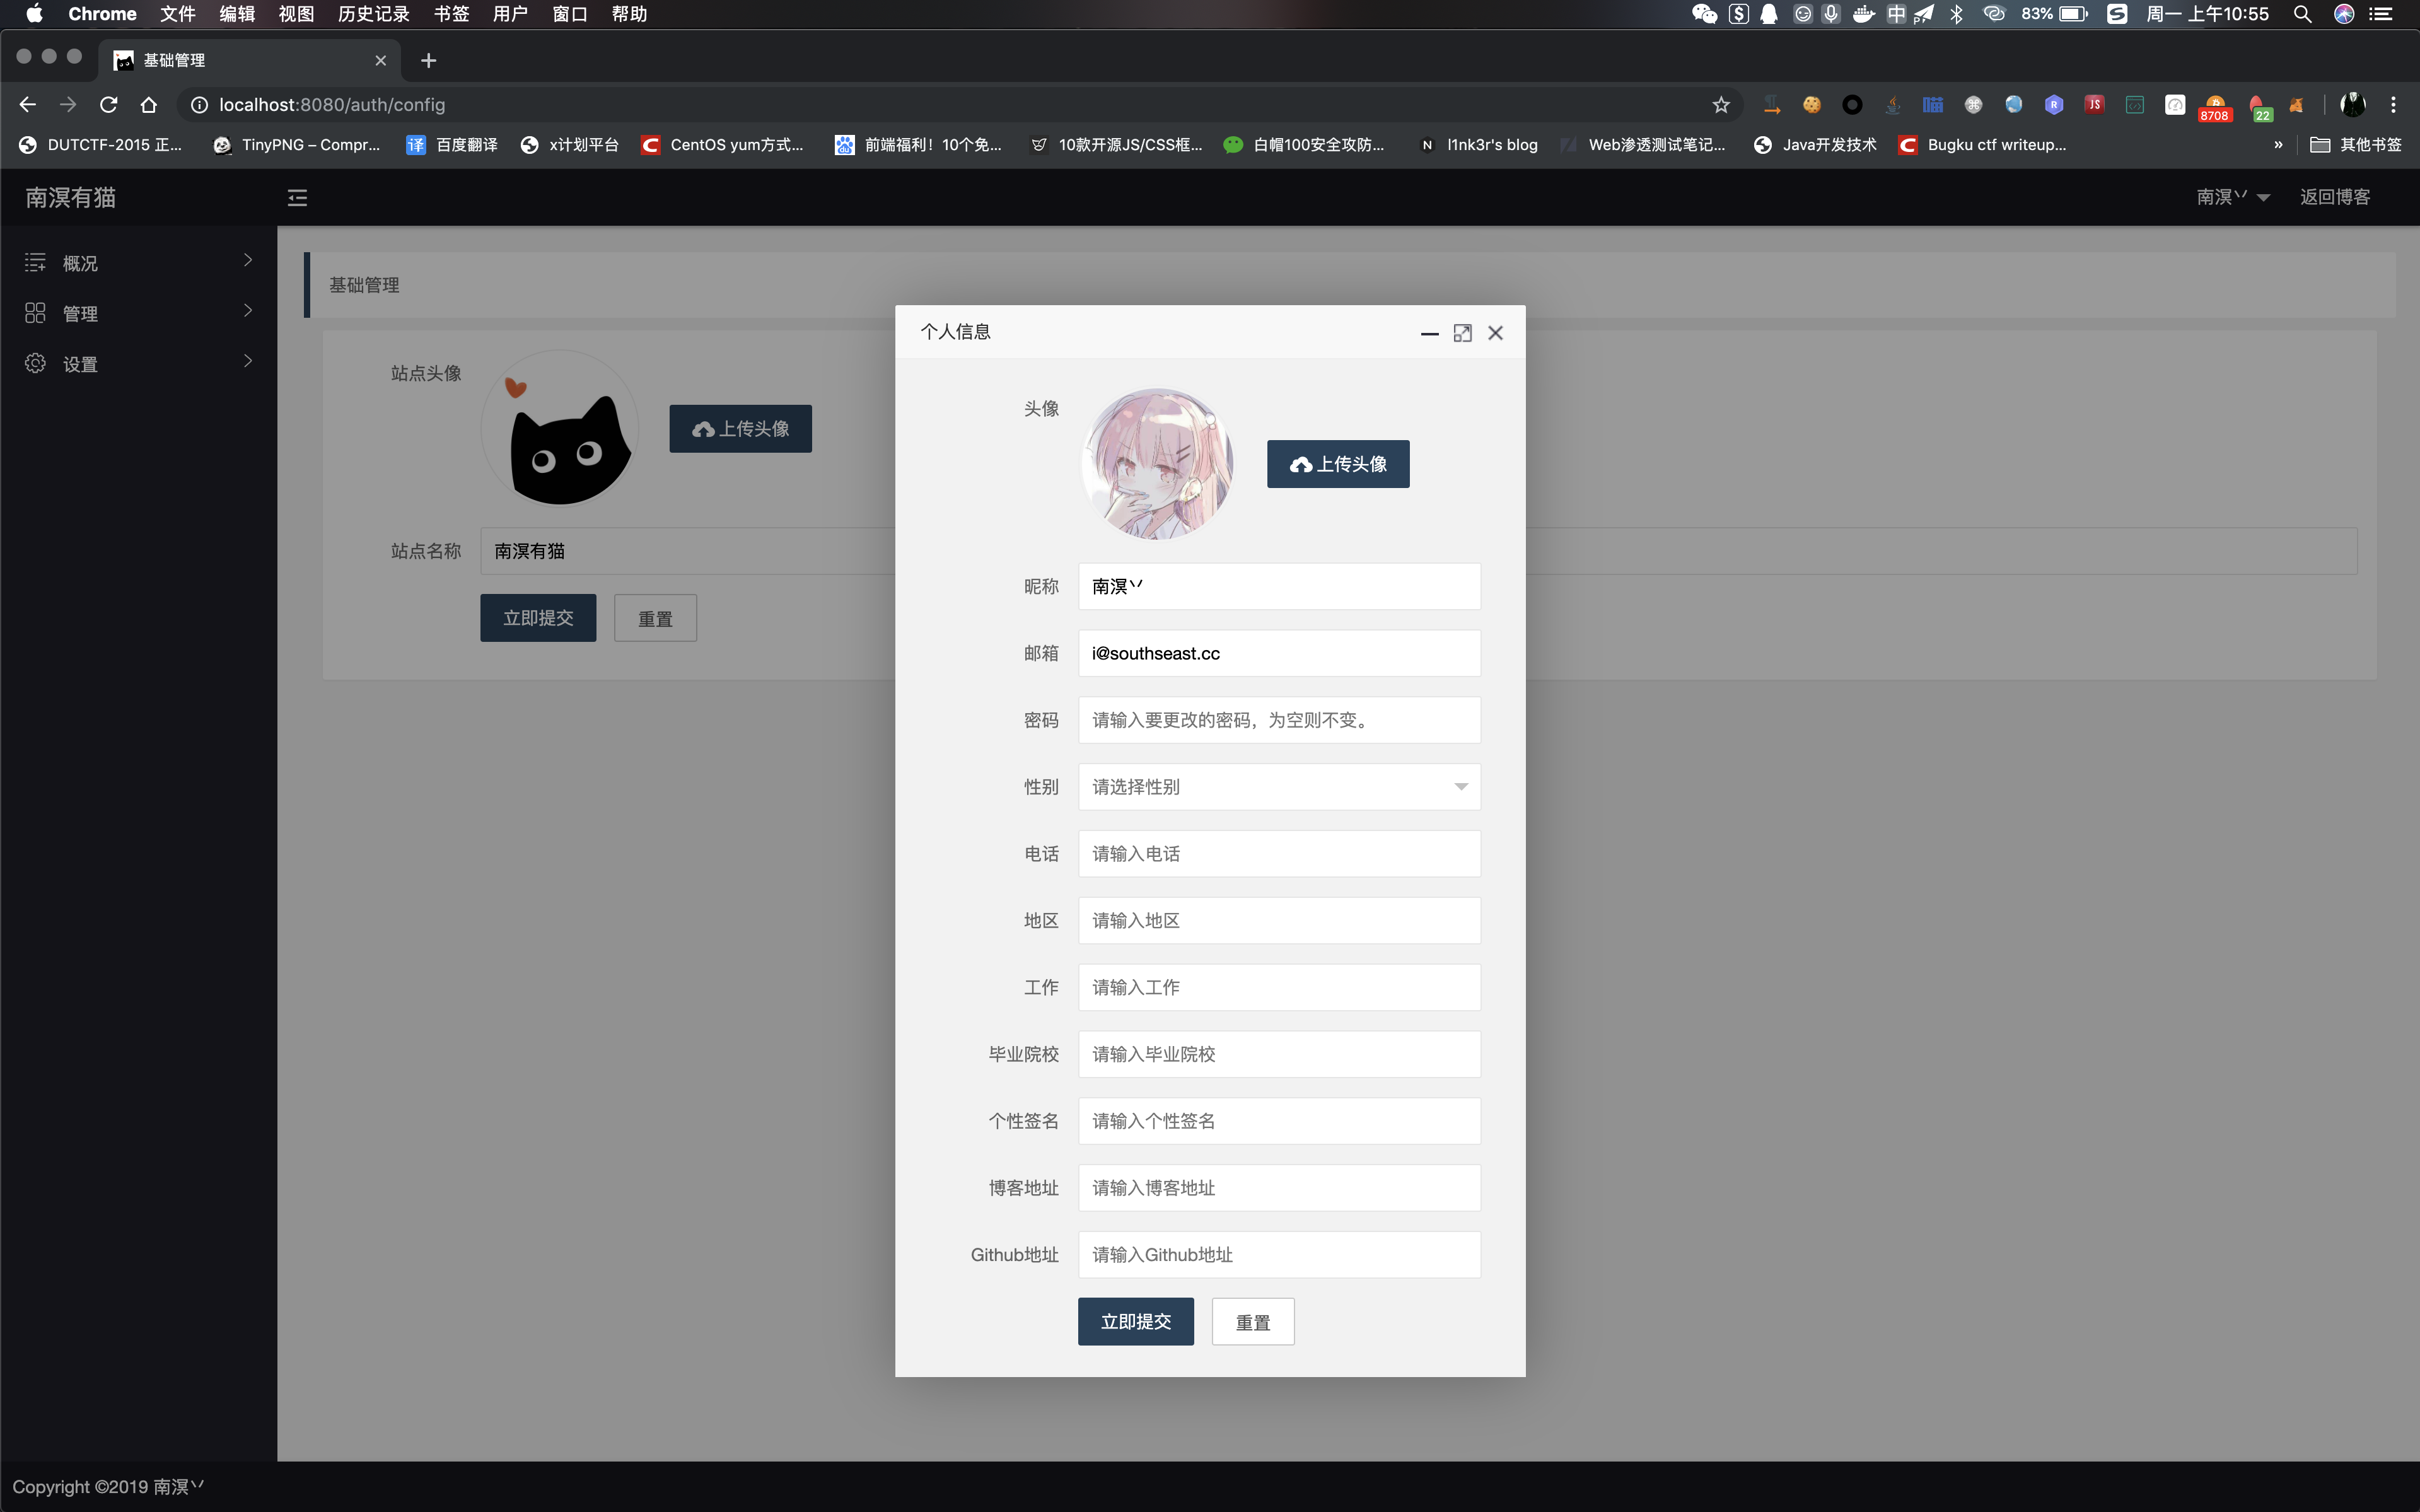 Chrome 文件 编辑 视图 历史记录 书签 用户 窗口 帮助 83% 周一 上午10:55
基础管理
localhost:8080/auth/config 8708 22
DUTCTF-2015 正... TinyPNG – Compr... 百度翻译 x计划平台 CentOS yum方式... 前端福利！10个免... 10款开源JS/CSS框... 白帽100安全攻防... l1nk3r's blog Web渗透测试笔记... Java开发技术 Bugku ctf writeup... » 其他书签
南溟有猫 南溟丷 返回博客
概况
管理
设置
基础管理
站点头像
上传头像
站点名称 南溟有猫
立即提交 重置
个人信息
头像
上传头像
昵称 南溟丷
邮箱 i@southseast.cc
密码 请输入要更改的密码，为空则不变。
性别 请选择性别
电话 请输入电话
地区 请输入地区
工作 请输入工作
毕业院校 请输入毕业院校
个性签名 请输入个性签名
博客地址 请输入博客地址
Github地址 请输入Github地址
立即提交 重置
Copyright ©2019 南溟丷